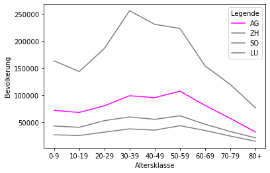 250000
200000
150000
100000
50000
Bevölkerung
Legende
AG
ZH
SO
LU
0-9 10-19 20-29 30-39 40-49 50-59 60-69 70-79 80+
Altersklasse